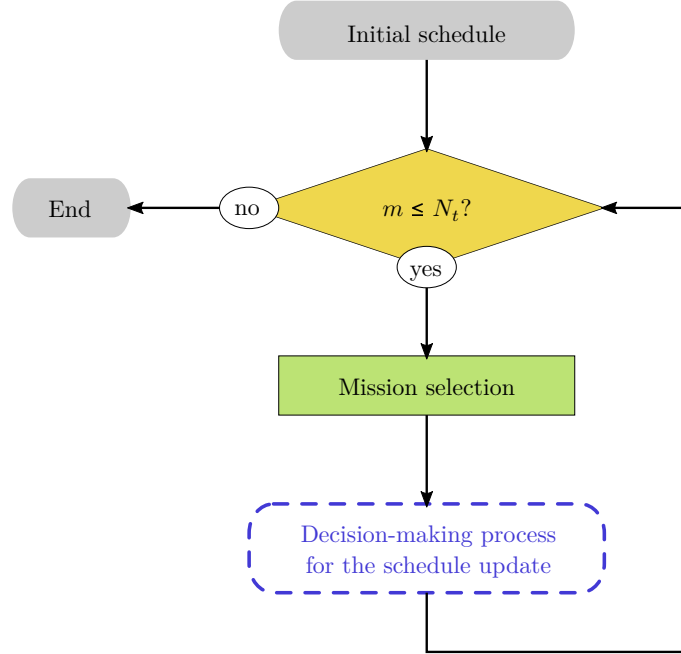 Initial schedule
m ≤ N_t?
no
End
yes
Mission selection
Decision-making process
for the schedule update